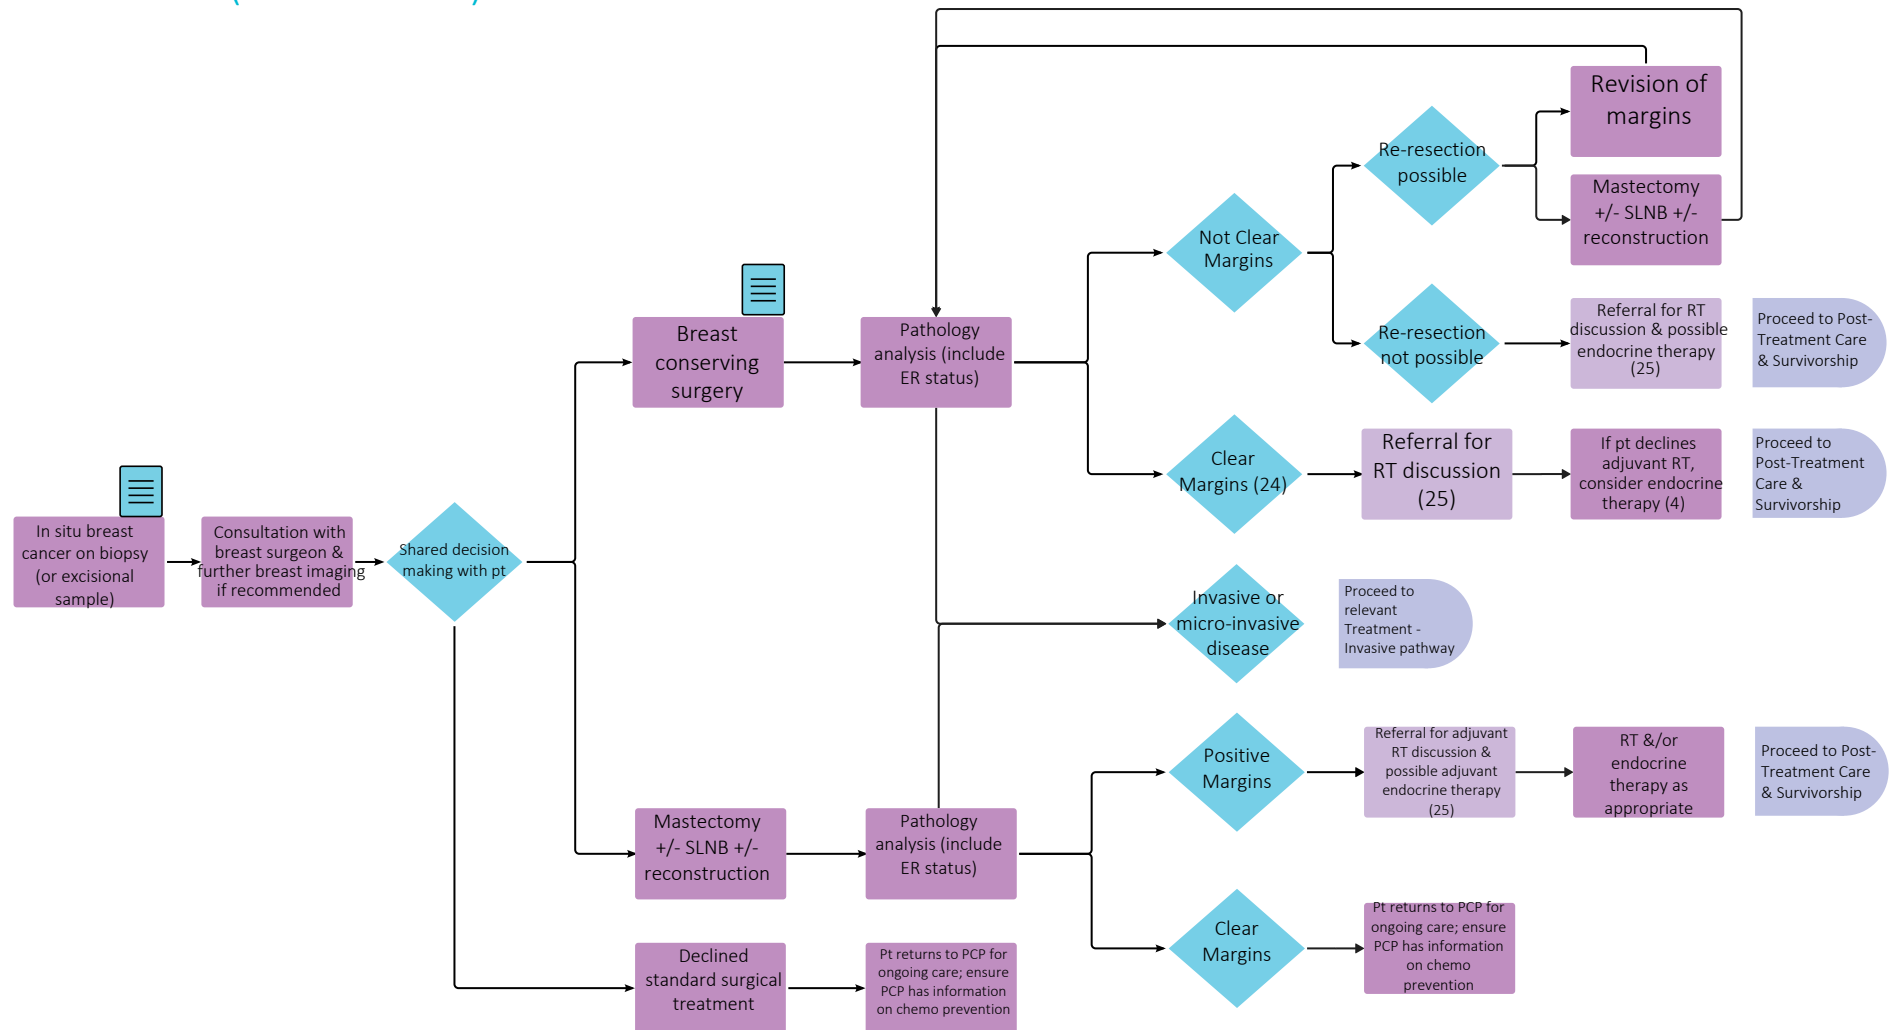 Revision of
margins
Re-resection
possible
Mastectomy
+/- SLNB +/-
reconstruction
Not Clear
Margins
Breast
conserving
surgery
Pathology
analysis (include
ER status)
Re-resection
not possible
Referral for RT
discussion & possible
endocrine therapy
(25)
Proceed to Post-
Treatment Care
& Survivorship
Clear
Margins (24)
Referral for
RT discussion
(25)
If pt declines
adjuvant RT,
consider endocrine
therapy (4)
Proceed to
Post-Treatment
Care &
Survivorship
In situ breast
cancer on biopsy
(or excisional
sample)
Consultation with
breast surgeon &
further breast imaging
if recommended
Shared decision
making with pt
Invasive or
micro-invasive
disease
Proceed to
relevant
Treatment -
Invasive pathway
Positive
Margins
Referral for adjuvant
RT discussion &
possible adjuvant
endocrine therapy
(25)
RT &/or
endocrine
therapy as
appropriate
Proceed to Post-
Treatment Care
& Survivorship
Mastectomy
+/- SLNB +/-
reconstruction
Pathology
analysis (include
ER status)
Clear
Margins
Pt returns to PCP for
ongoing care; ensure
PCP has information
on chemo
prevention
Declined
standard surgical
treatment
Pt returns to PCP for
ongoing care; ensure
PCP has information
on chemo prevention